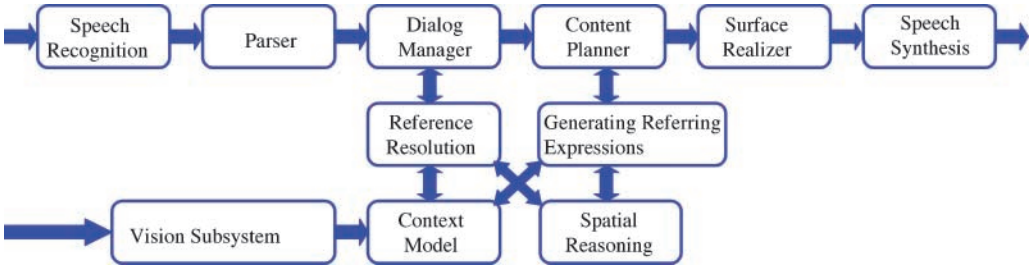 Speech
Recognition
Parser
Dialog
Manager
Content
Planner
Surface
Realizer
Speech
Synthesis
Reference
Resolution
Generating Referring
Expressions
Vision Subsystem
Context
Model
Spatial
Reasoning